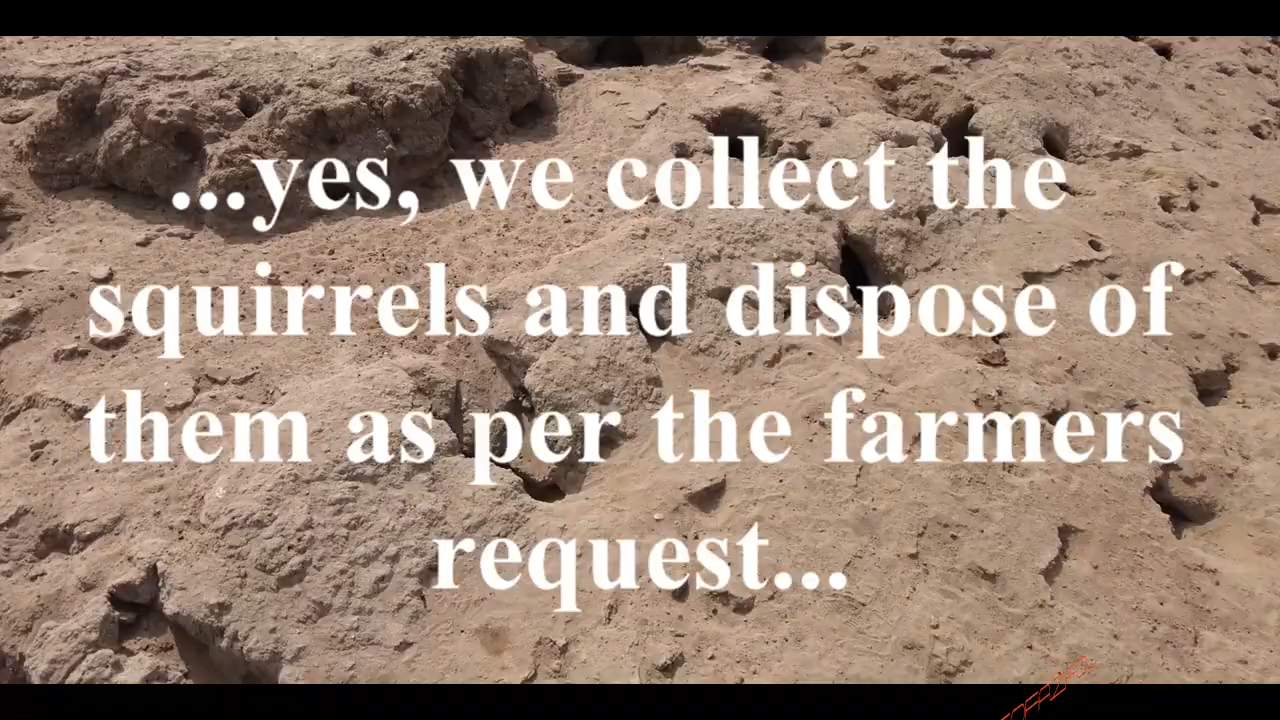 ...yes, we collect the
squirrels and dispose of
them as per the farmers
request...